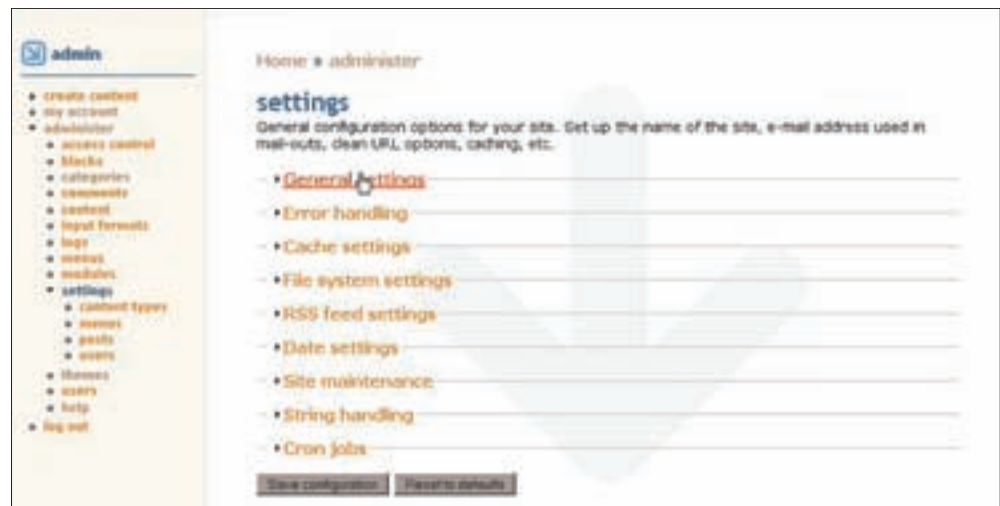 admin
create content
my account
administer
access control
blocks
categories
comments
content
input formats
logs
menus
modules
settings
content types
menus
posts
users
themes
users
help
log out
Home » administer
settings
General configuration options for your site. Set up the name of the site, e-mail address used in
mail-outs, clean URL options, caching, etc.
General settings
Error handling
Cache settings
File system settings
RSS feed settings
Date settings
Site maintenance
String handling
Cron jobs
Save configuration
Reset to defaults